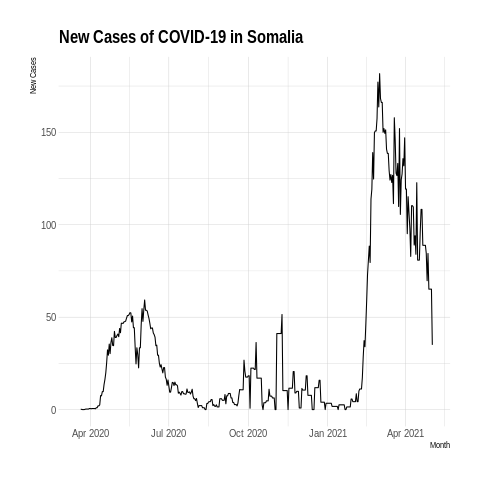 New Cases of COVID-19 in Somalia
New Cases
150
100
50
0
Apr 2020 Jul 2020 Oct 2020 Jan 2021 Apr 2021
Month